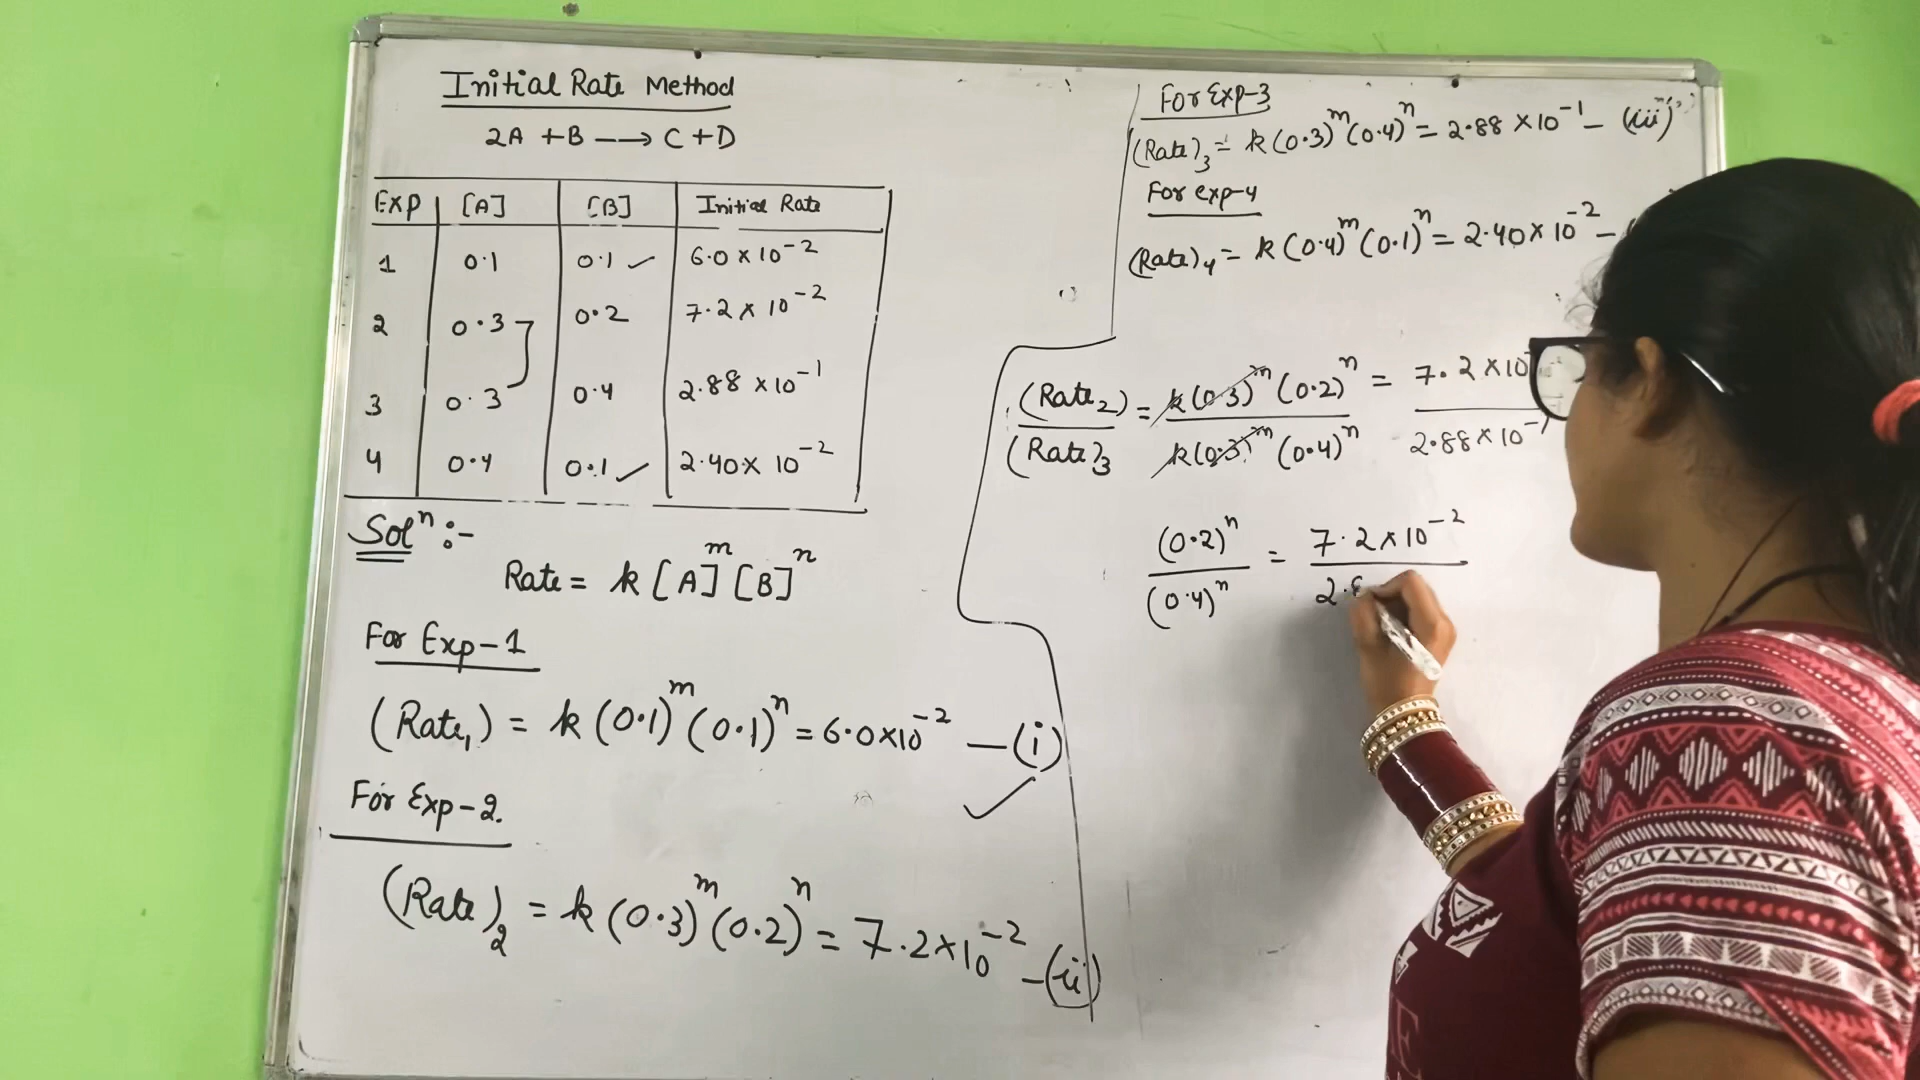 Initial Rate Method
2A + B ⟶ C + D
Exp [A] [B] Initial Rate
1 0.1 0.1 ✓ 6.0 × 10⁻²
2 0.3 0.2 7.2 × 10⁻²
3 0.3 0.4 2.88 × 10⁻¹
4 0.4 0.1 ✓ 2.40 × 10⁻²
Solⁿ :-
Rate = k [A]ᵐ [B]ⁿ
For Exp-1
(Rate₁) = k (0.1)ᵐ (0.1)ⁿ = 6.0×10⁻² — (i)
For Exp-2.
(Rate)₂ = k (0.3)ᵐ (0.2)ⁿ = 7.2×10⁻² — (ii)
For Exp-3
(Rate)₃ = k (0.3)ᵐ (0.4)ⁿ = 2.88 × 10⁻¹ — (iii)
For exp-4
(Rate)₄ = k (0.4)ᵐ (0.1)ⁿ = 2.40 × 10⁻² —
(Rate₂) = k (0.3)ᵐ (0.2)ⁿ = 7.2 × 10
(Rate)₃ k (0.3)ᵐ (0.4)ⁿ 2.88 × 10⁻¹
(0.2)ⁿ = 7.2 × 10⁻²
(0.4)ⁿ 2.8